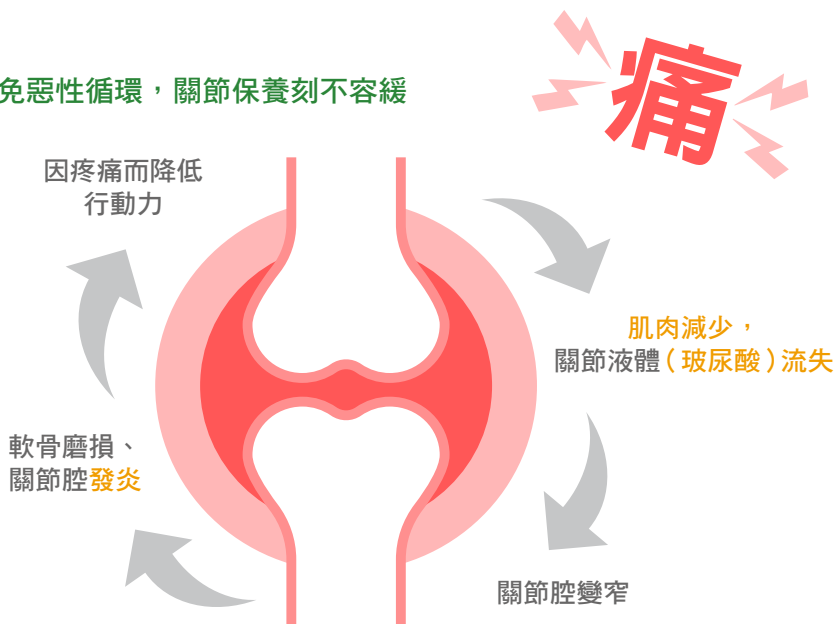 免惡性循環，關節保養刻不容緩
痛
因疼痛而降低
行動力
肌肉減少，
關節液體（玻尿酸）流失
軟骨磨損、
關節腔發炎
關節腔變窄